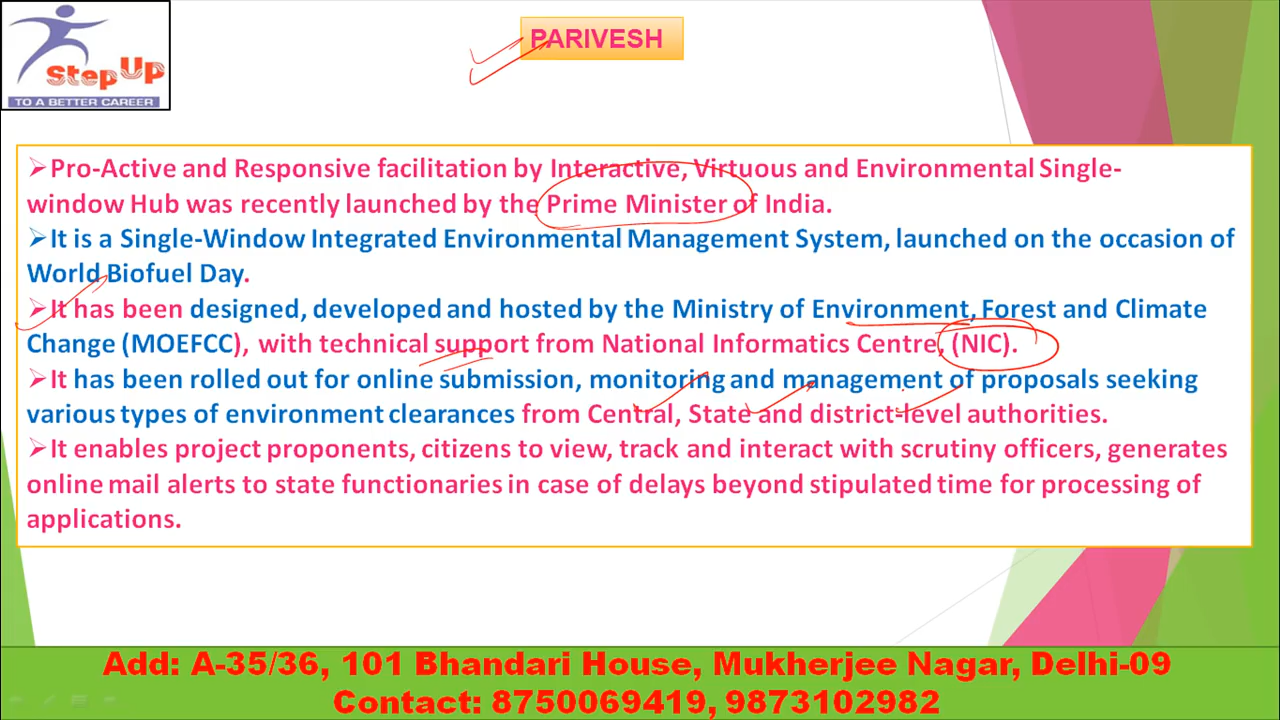 Step Up
TO A BETTER CAREER
PARIVESH
➢Pro-Active and Responsive facilitation by Interactive, Virtuous and Environmental Single-
window Hub was recently launched by the Prime Minister of India.
➢It is a Single-Window Integrated Environmental Management System, launched on the occasion of
World Biofuel Day.
➢It has been designed, developed and hosted by the Ministry of Environment, Forest and Climate
Change (MOEFCC), with technical support from National Informatics Centre, (NIC).
➢It has been rolled out for online submission, monitoring and management of proposals seeking
various types of environment clearances from Central, State and district-level authorities.
➢It enables project proponents, citizens to view, track and interact with scrutiny officers, generates
online mail alerts to state functionaries in case of delays beyond stipulated time for processing of
applications.
Add: A-35/36, 101 Bhandari House, Mukherjee Nagar, Delhi-09
Contact: 8750069419, 9873102982